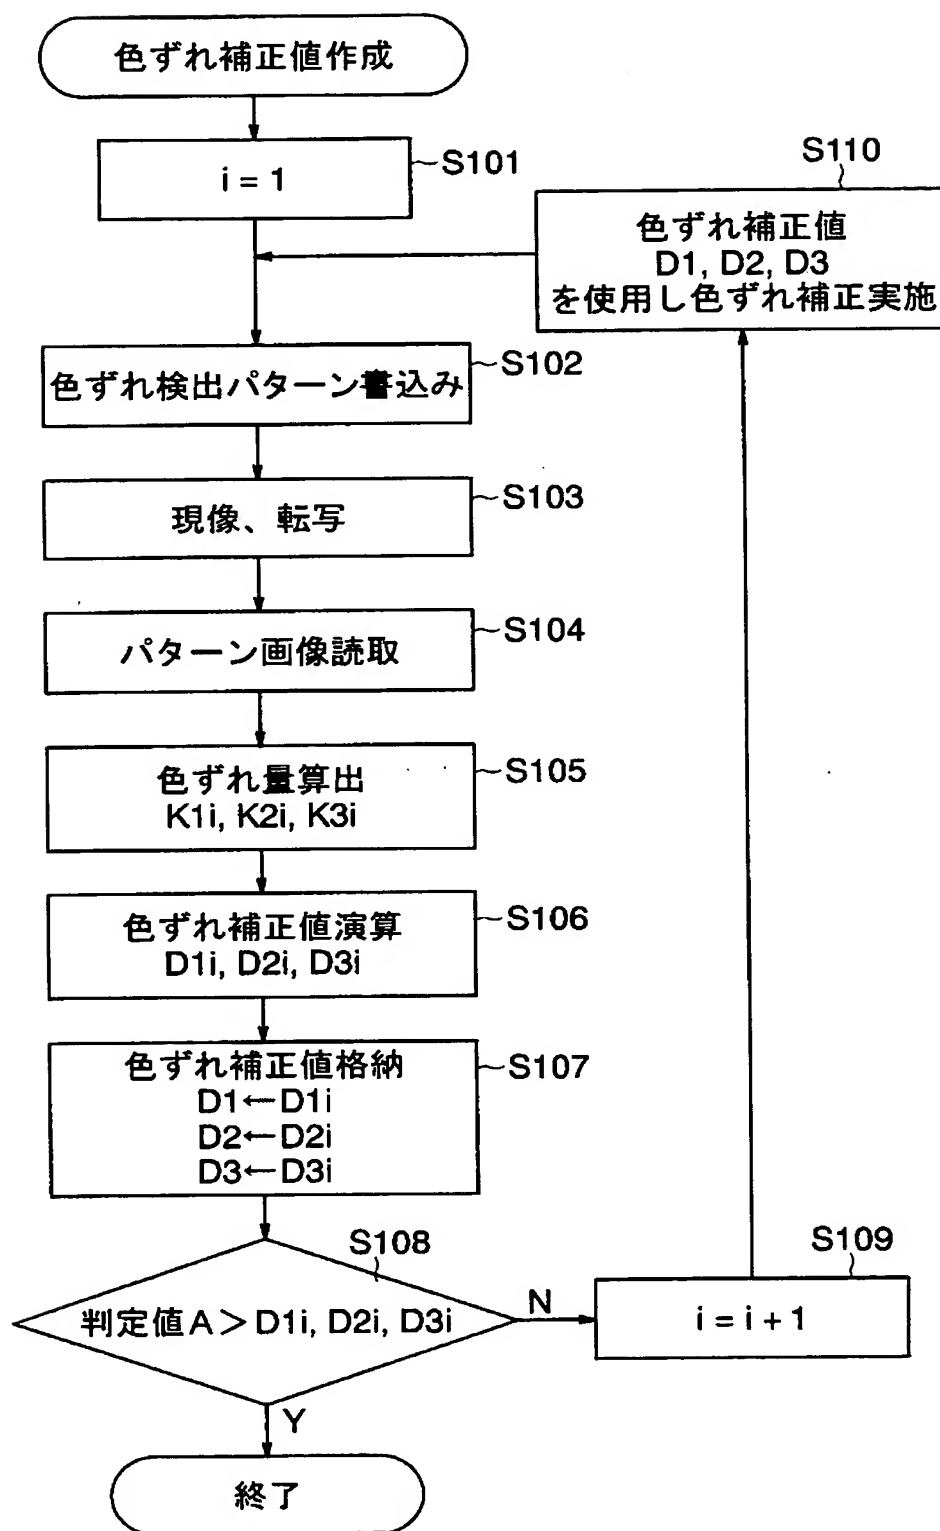 色ずれ補正値作成
i = 1
S101
S110
色ずれ補正値
D1, D2, D3
を使用し色ずれ補正実施
色ずれ検出パターン書込み
S102
現像、転写
S103
パターン画像読取
S104
色ずれ量算出
K1i, K2i, K3i
S105
色ずれ補正値演算
D1i, D2i, D3i
S106
色ずれ補正値格納
D1←D1i
D2←D2i
D3←D3i
S107
S108
判定値A＞D1i, D2i, D3i
N
S109
i = i + 1
Y
終了